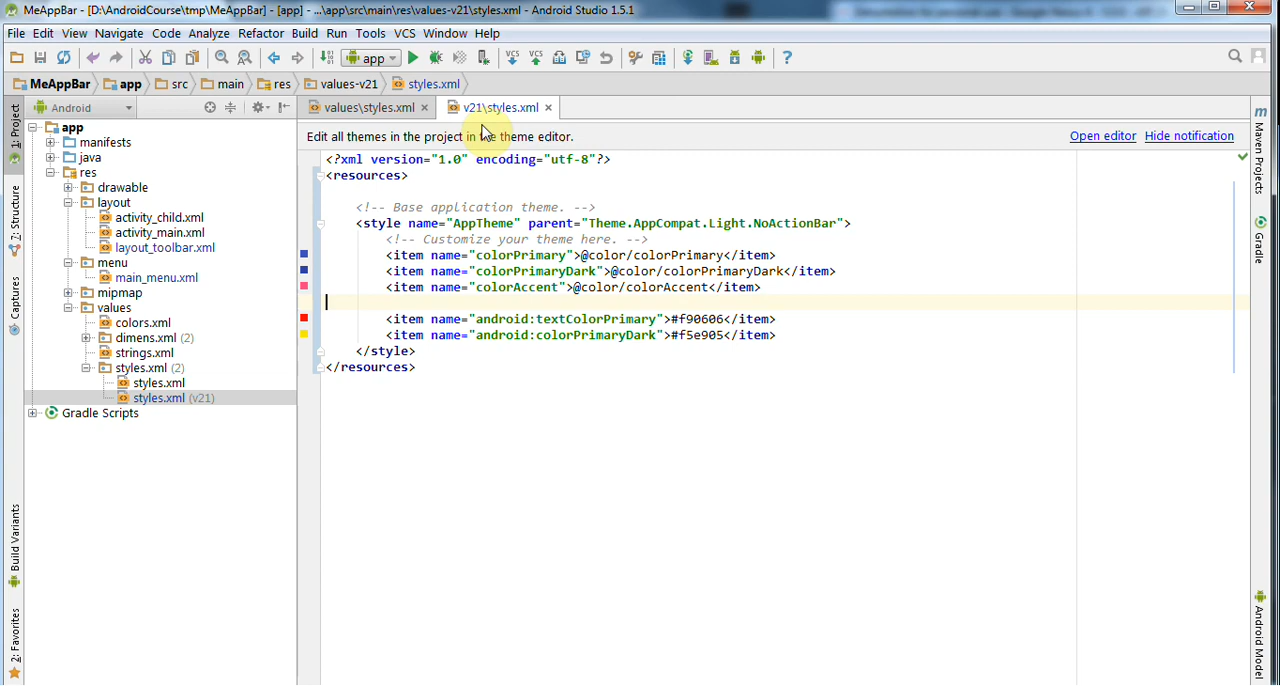 MeAppBar - [D:\AndroidCourse\tmp\MeAppBar] - [app] - ...\app\src\main\res\values-v21\styles.xml - Android Studio 1.5.1
File Edit View Navigate Code Analyze Refactor Build Run Tools VCS Window Help
app
VCS VCS
MeAppBar app src main res values-v21 styles.xml
Android
values\styles.xml
v21\styles.xml
Edit all themes in the project in the theme editor.
Open editor Hide notification
1: Project
7: Structure
Captures
Build Variants
2: Favorites
app
manifests
java
res
drawable
layout
activity_child.xml
activity_main.xml
layout_toolbar.xml
menu
main_menu.xml
mipmap
values
colors.xml
dimens.xml (2)
strings.xml
styles.xml (2)
styles.xml
styles.xml (v21)
Gradle Scripts
<?xml version="1.0" encoding="utf-8"?>
<resources>
<!-- Base application theme. -->
<style name="AppTheme" parent="Theme.AppCompat.Light.NoActionBar">
<!-- Customize your theme here. -->
<item name="colorPrimary">@color/colorPrimary</item>
<item name="colorPrimaryDark">@color/colorPrimaryDark</item>
<item name="colorAccent">@color/colorAccent</item>
<item name="android:textColorPrimary">#f90606</item>
<item name="android:colorPrimaryDark">#f5e905</item>
</style>
</resources>
m
Maven Projects
Gradle
Android Model